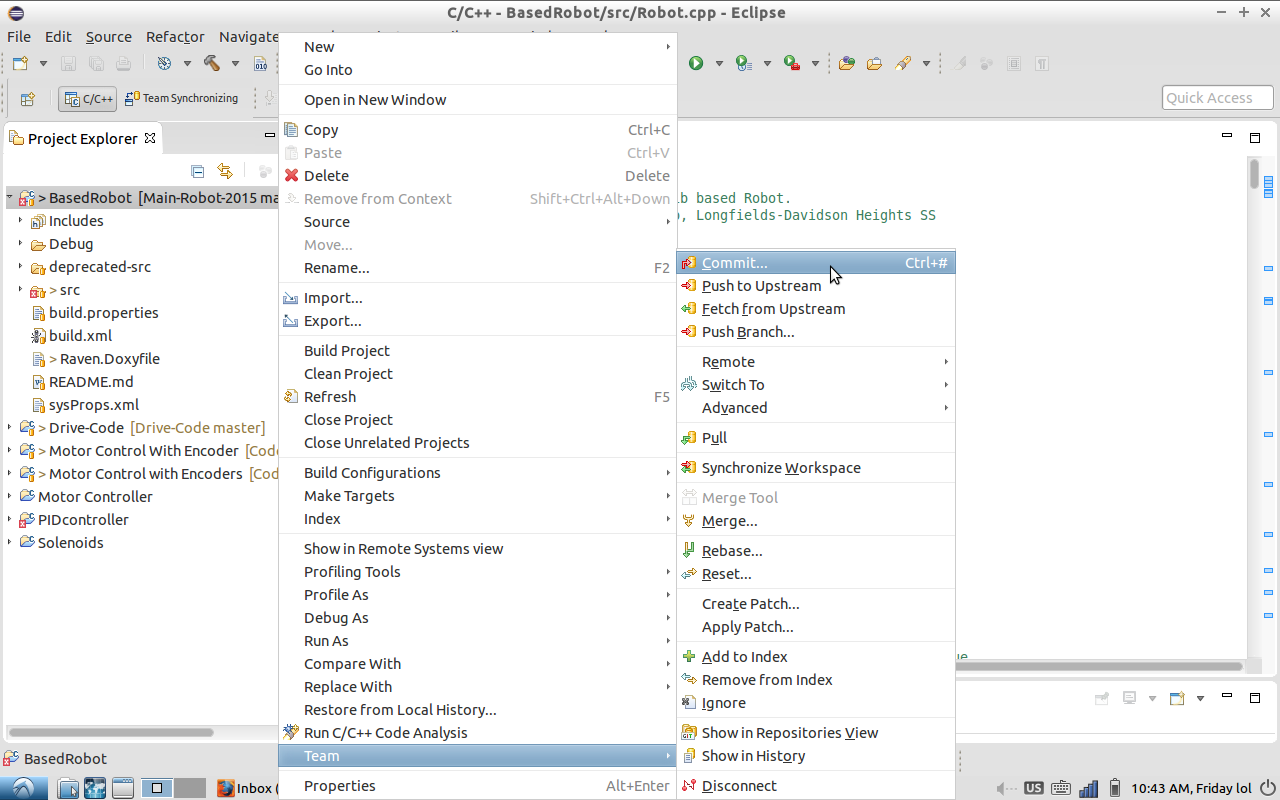 C/C++ - BasedRobot/src/Robot.cpp - Eclipse
File Edit Source Refactor Navigate
C/C++ Team Synchronizing
Quick Access
Project Explorer
> BasedRobot [Main-Robot-2015 ma
Includes
Debug
deprecated-src
> src
build.properties
build.xml
> Raven.Doxyfile
README.md
sysProps.xml
> Drive-Code [Drive-Code master]
> Motor Control With Encoder [Code
> Motor Control with Encoders [Cod
Motor Controller
PIDcontroller
Solenoids
New
Go Into
Open in New Window
Copy Ctrl+C
Paste Ctrl+V
Delete Delete
Remove from Context Shift+Ctrl+Alt+Down
Source
Move...
Rename... F2
Import...
Export...
Build Project
Clean Project
Refresh F5
Close Project
Close Unrelated Projects
Build Configurations
Make Targets
Index
Show in Remote Systems view
Profiling Tools
Profile As
Debug As
Run As
Compare With
Replace With
Restore from Local History...
Run C/C++ Code Analysis
Team
Properties Alt+Enter
b based Robot.
, Longfields-Davidson Heights SS
Commit... Ctrl+#
Push to Upstream
Fetch from Upstream
Push Branch...
Remote
Switch To
Advanced
Pull
Synchronize Workspace
Merge Tool
Merge...
Rebase...
Reset...
Create Patch...
Apply Patch...
Add to Index
Remove from Index
Ignore
Show in Repositories View
Show in History
Disconnect
BasedRobot
Inbox (
US
10:43 AM, Friday lol